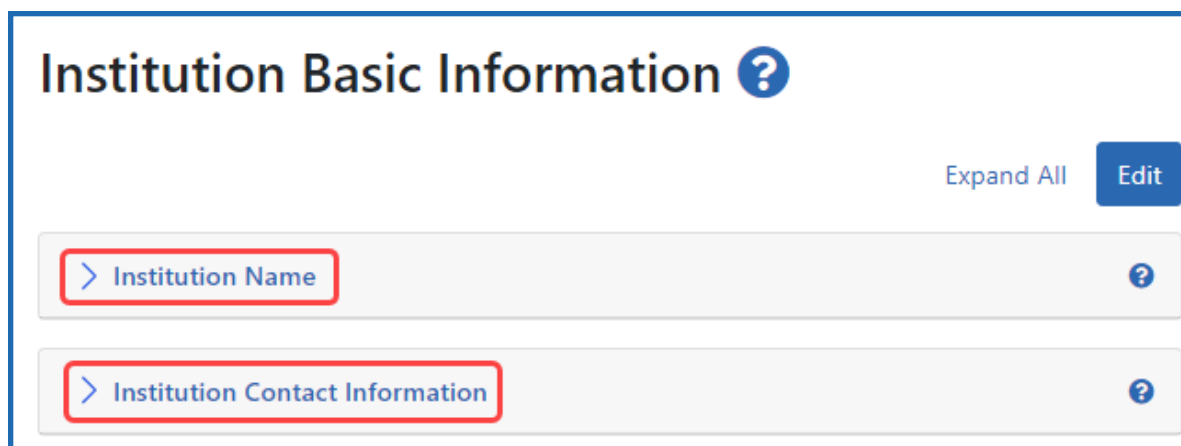 Institution Basic Information ?
Expand All Edit
Institution Name ?
Institution Contact Information ?